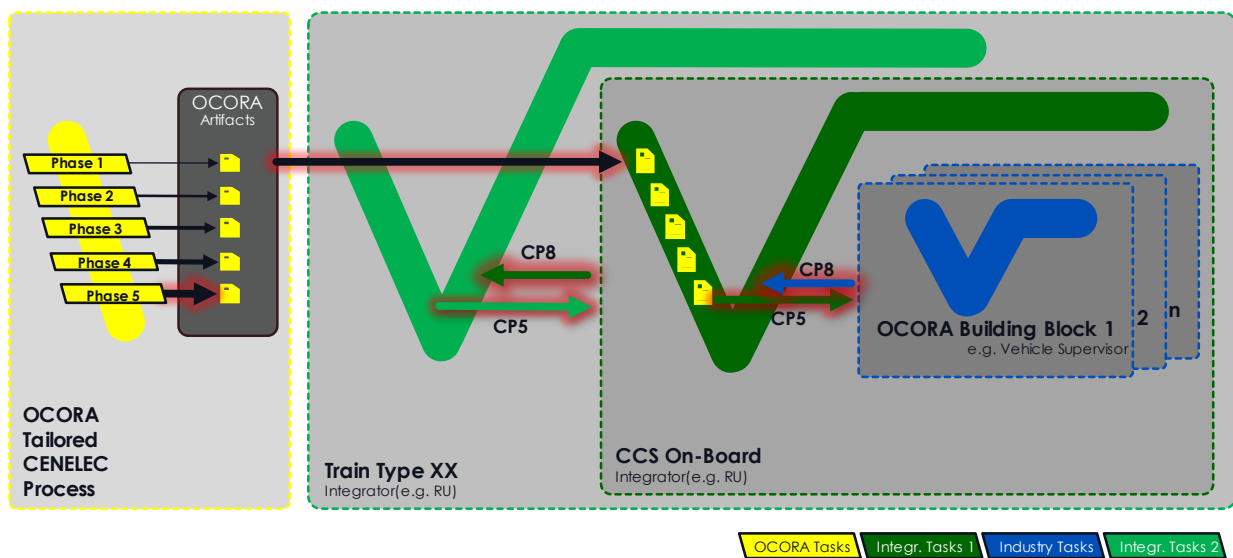 OCORA
Artifacts
Phase 1
Phase 2
Phase 3
Phase 4
Phase 5
OCORA
Tailored
CENELEC
Process
CP8
CP5
Train Type XX
Integrator(e.g. RU)
CP8
CP5
OCORA Building Block 1
e.g. Vehicle Supervisor
2
n
CCS On-Board
Integrator(e.g. RU)
OCORA Tasks
Integr. Tasks 1
Industry Tasks
Integr. Tasks 2